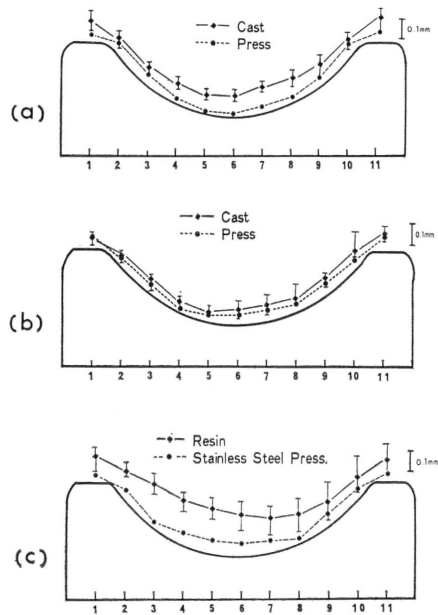 Cast
Press
0.1mm
(a)
1 2 3 4 5 6 7 8 9 10 11
Cast
Press
0.1mm
(b)
1 2 3 4 5 6 7 8 9 10 11
Resin
Stainless Steel Press.
0.1mm
(c)
1 2 3 4 5 6 7 8 9 10 11